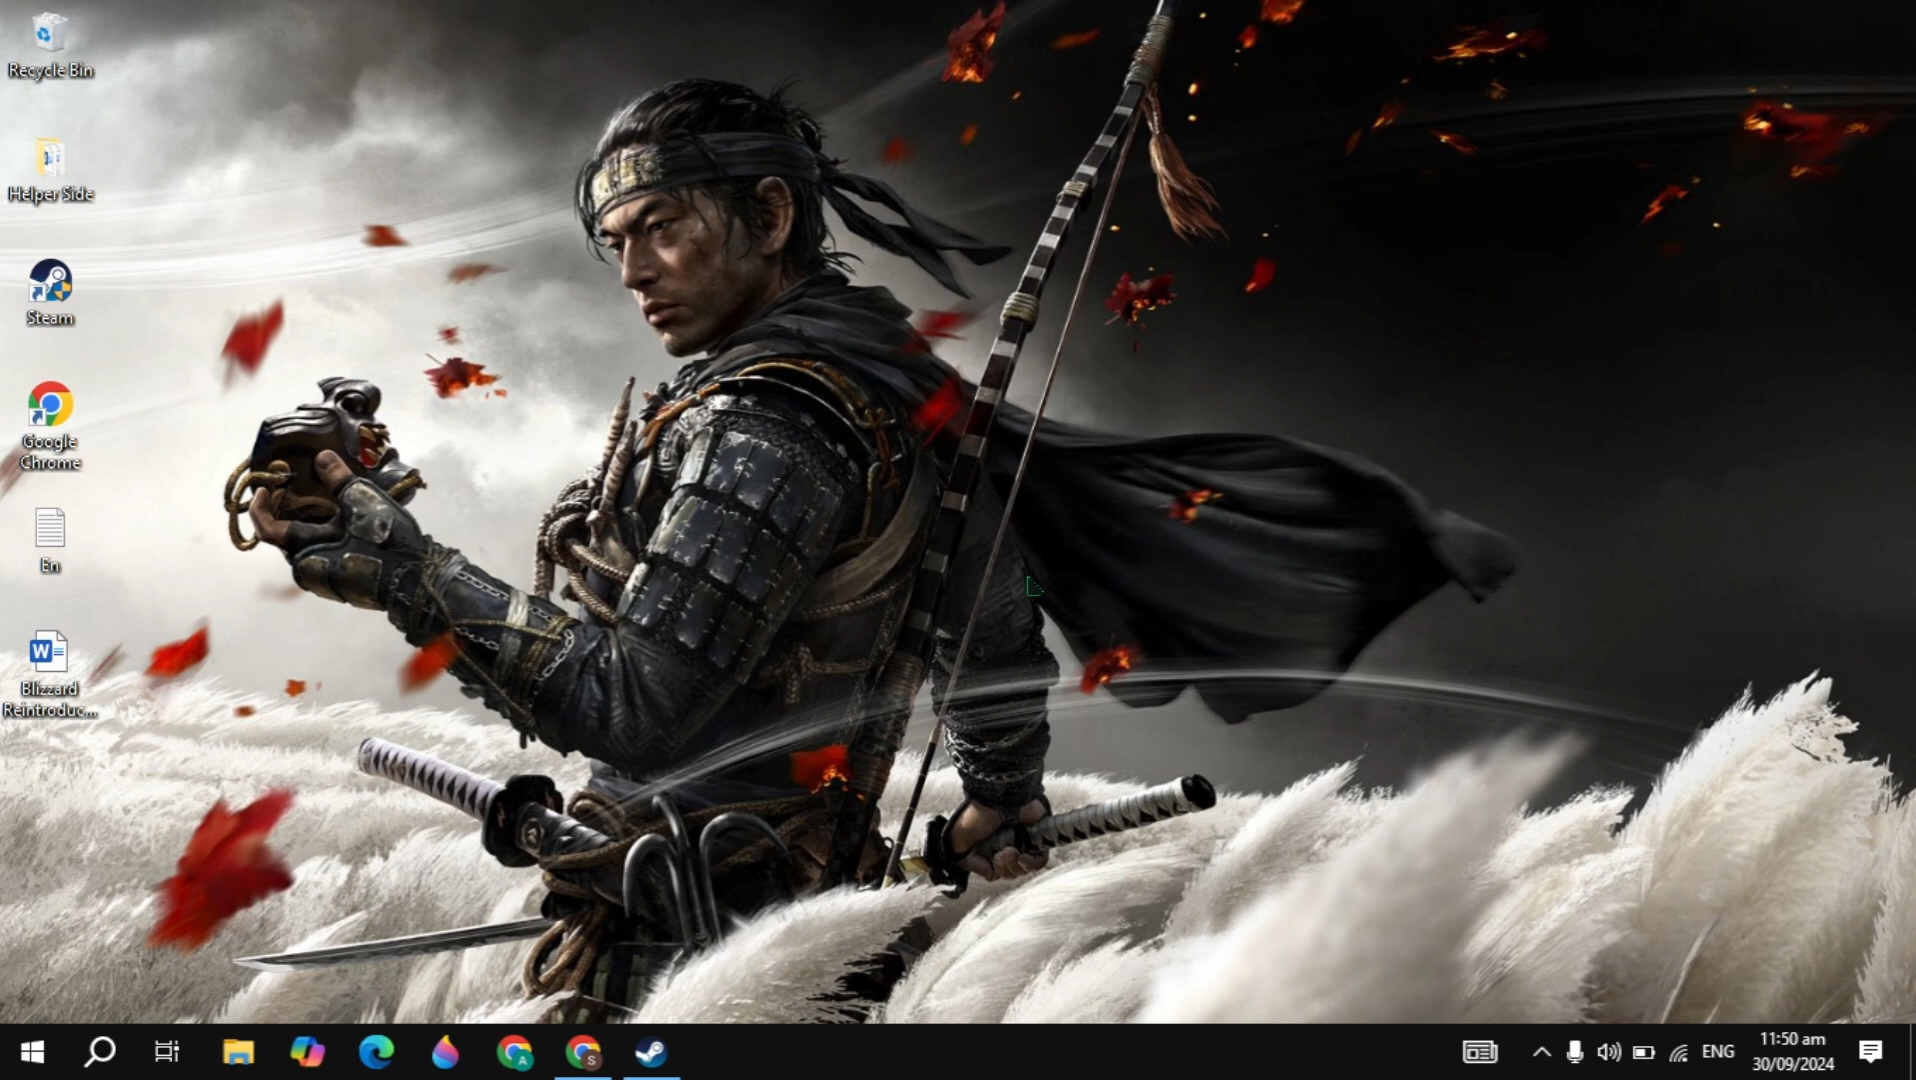 Recycle Bin
Helper Side
Steam
Google
Chrome
En
W
Blizzard
Reintroduc...
A
S
ENG
11:50 am
30/09/2024